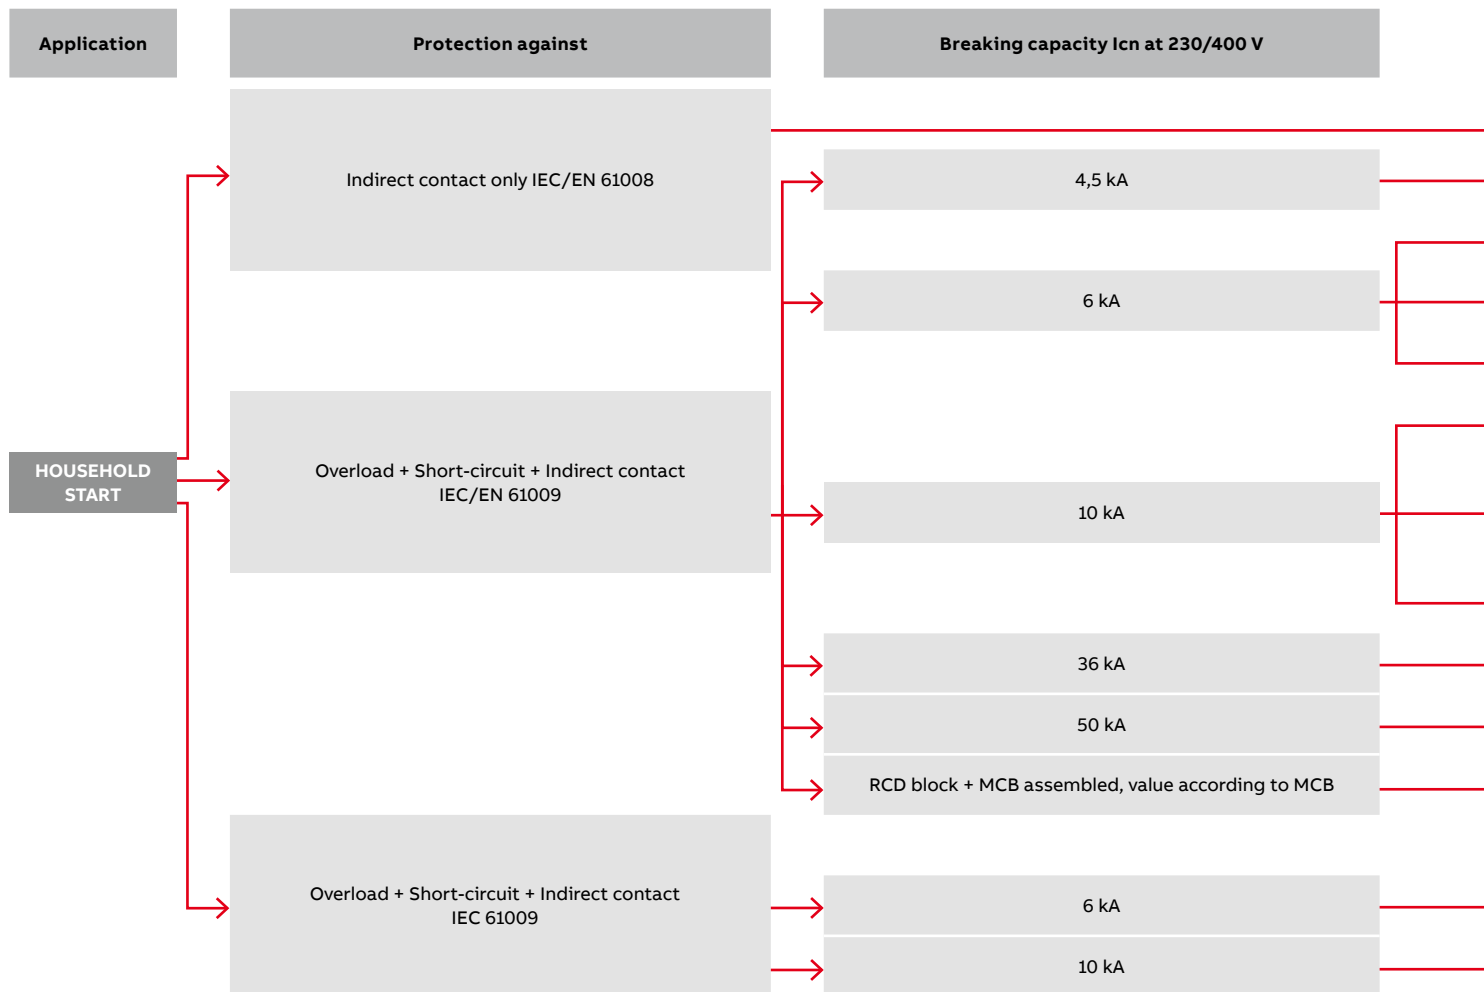 Application
Protection against
Breaking capacity Icn at 230/400 V
Indirect contact only IEC/EN 61008
4,5 kA
6 kA
HOUSEHOLD
START
Overload + Short-circuit + Indirect contact
IEC/EN 61009
10 kA
36 kA
50 kA
RCD block + MCB assembled, value according to MCB
Overload + Short-circuit + Indirect contact
IEC 61009
6 kA
10 kA